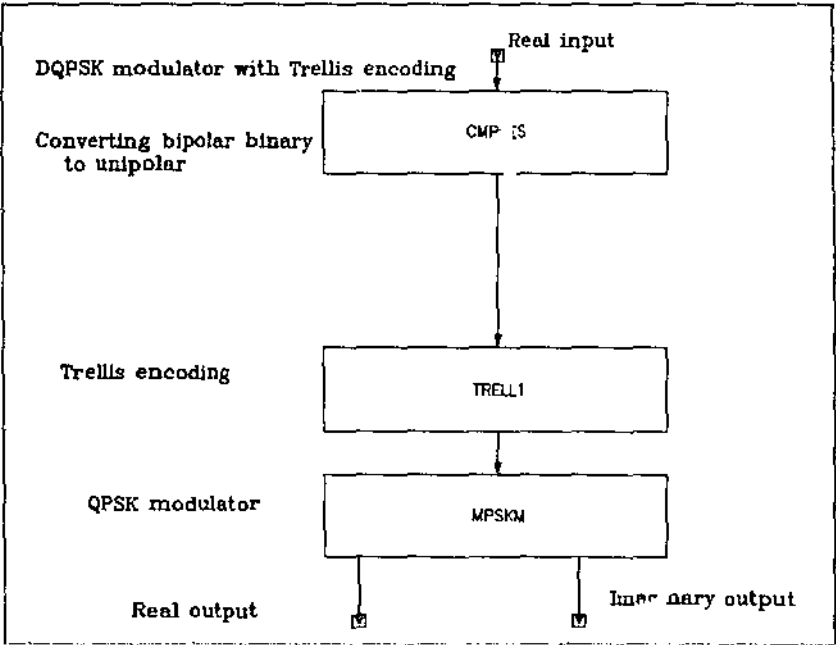 Real input
DQPSK modulator with Trellis encoding
Converting bipolar binary
to unipolar
Trellis encoding
TRELL1
QPSK modulator
MPSKM
Real output
output